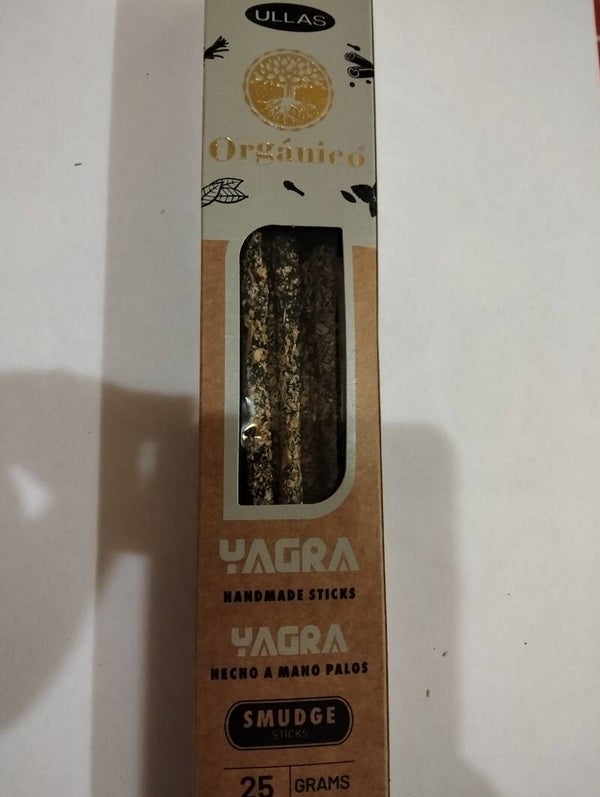 ULLAS
Orgánico
YAGRA
HANDMADE STICKS
YAGRA
HECHO A MANO PALOS
SMUDGE
STICKS
25 GRAMS